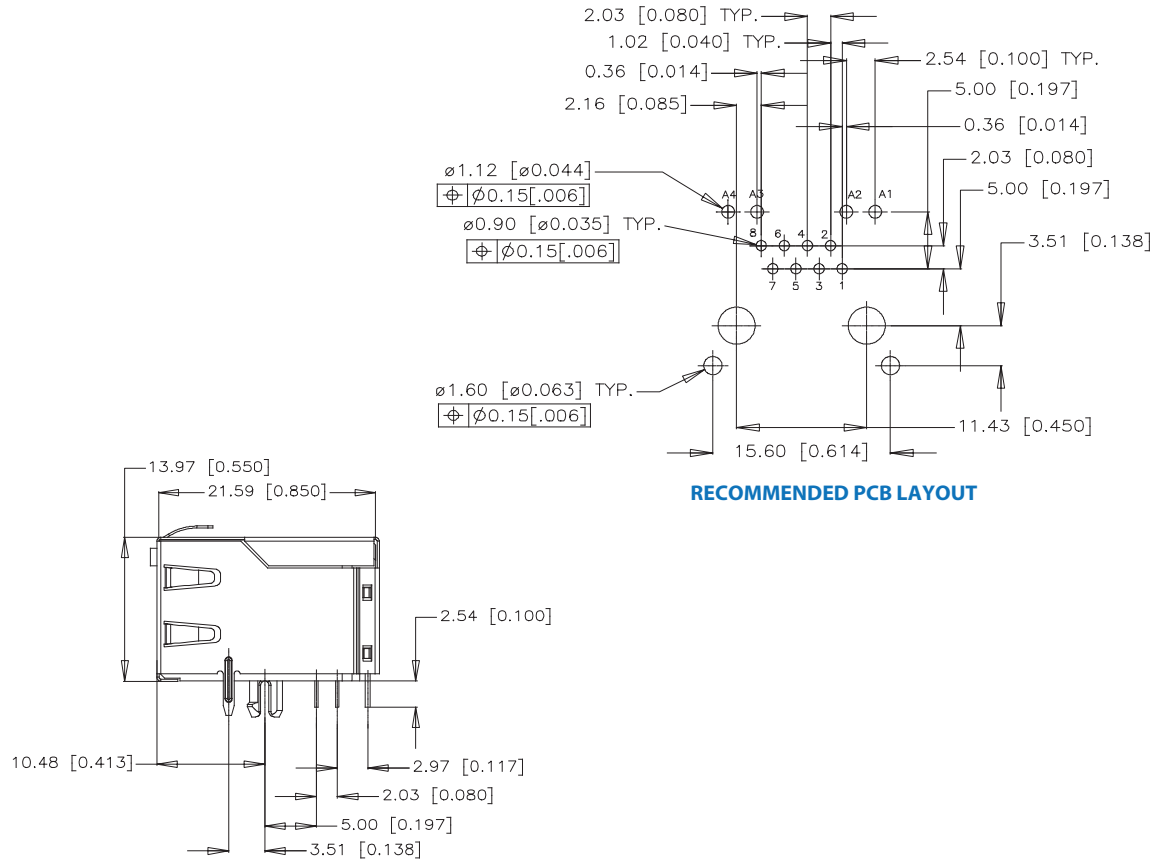 2.03 [0.080] TYP.
1.02 [0.040] TYP.
2.54 [0.100] TYP.
0.36 [0.014]
5.00 [0.197]
2.16 [0.085]
0.36 [0.014]
2.03 [0.080]
ø1.12 [ø0.044]
5.00 [0.197]
⌖ Ø0.15[.006]
A4 A3 A2 A1
ø0.90 [ø0.035] TYP.
3.51 [0.138]
⌖ Ø0.15[.006]
8 6 4 2
7 5 3 1
ø1.60 [ø0.063] TYP.
⌖ Ø0.15[.006]
11.43 [0.450]
15.60 [0.614]
RECOMMENDED PCB LAYOUT
13.97 [0.550]
21.59 [0.850]
2.54 [0.100]
10.48 [0.413]
2.97 [0.117]
2.03 [0.080]
5.00 [0.197]
3.51 [0.138]